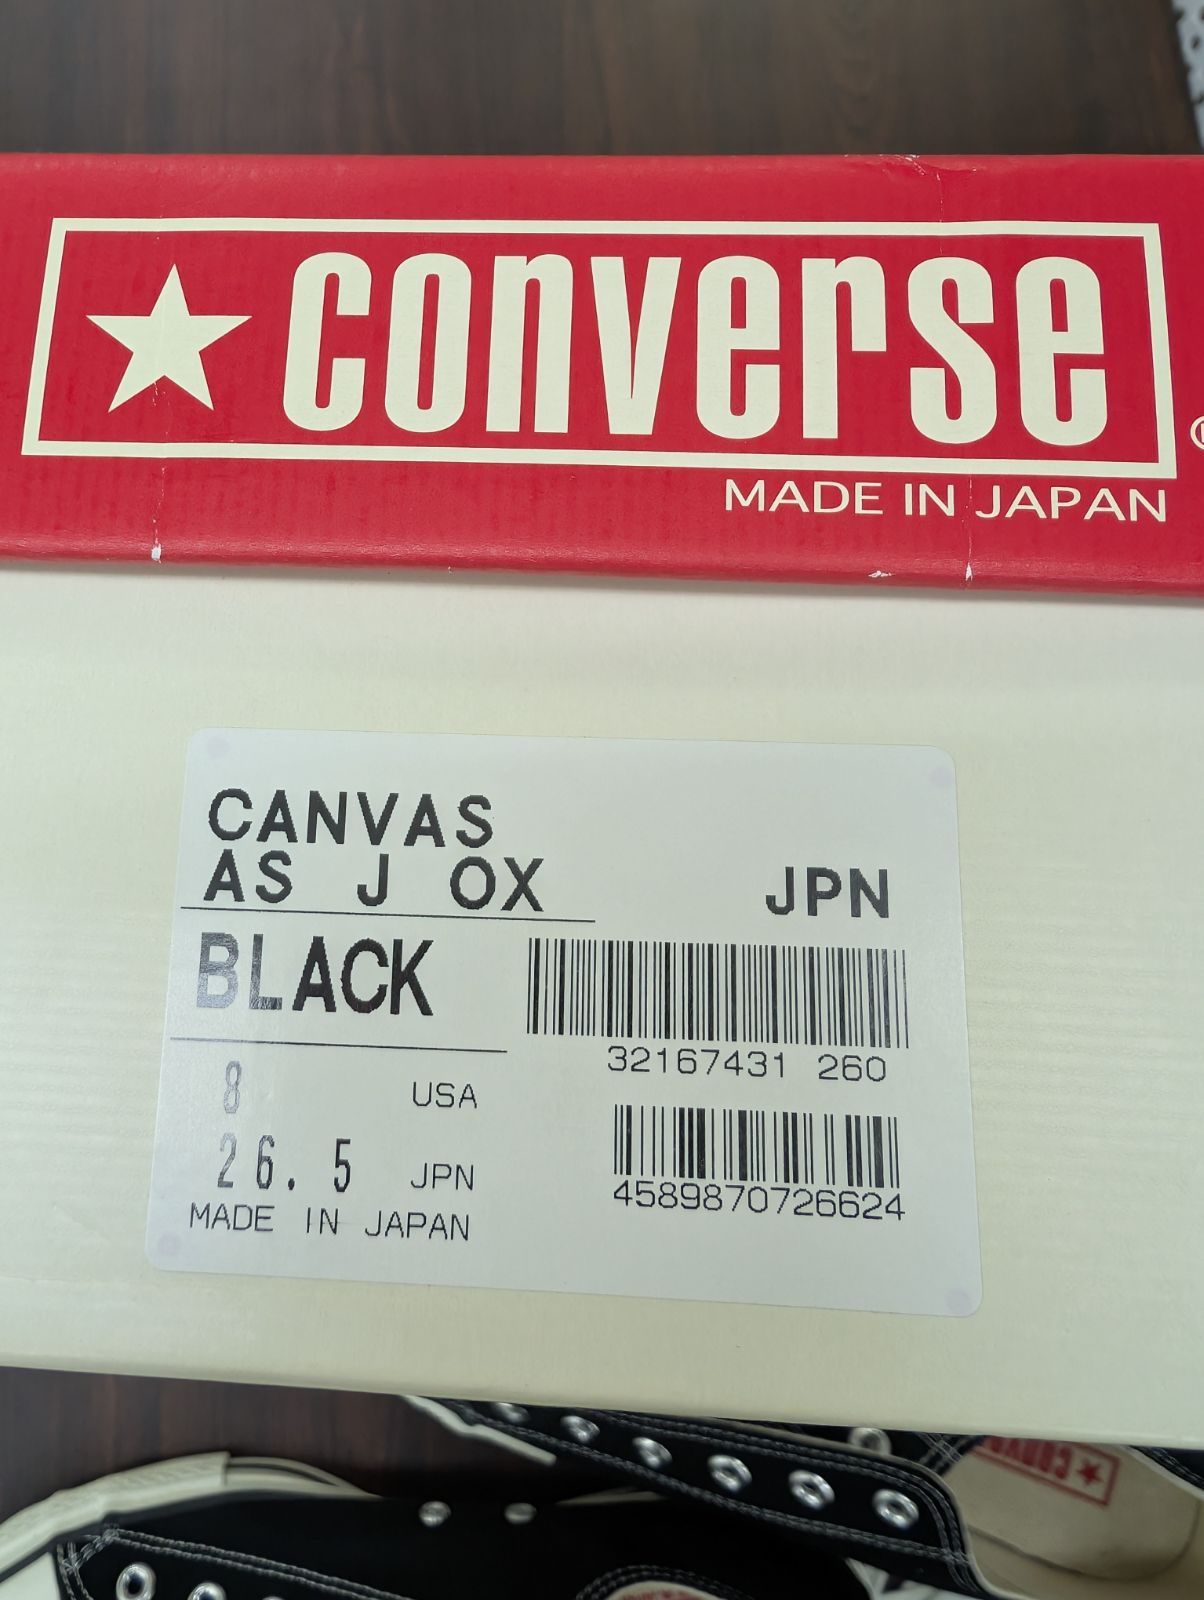 converse
MADE IN JAPAN
CANVAS
AS J OX
JPN
BLACK
32167431 260
8 USA
26.5 JPN
4589870726624
MADE IN JAPAN